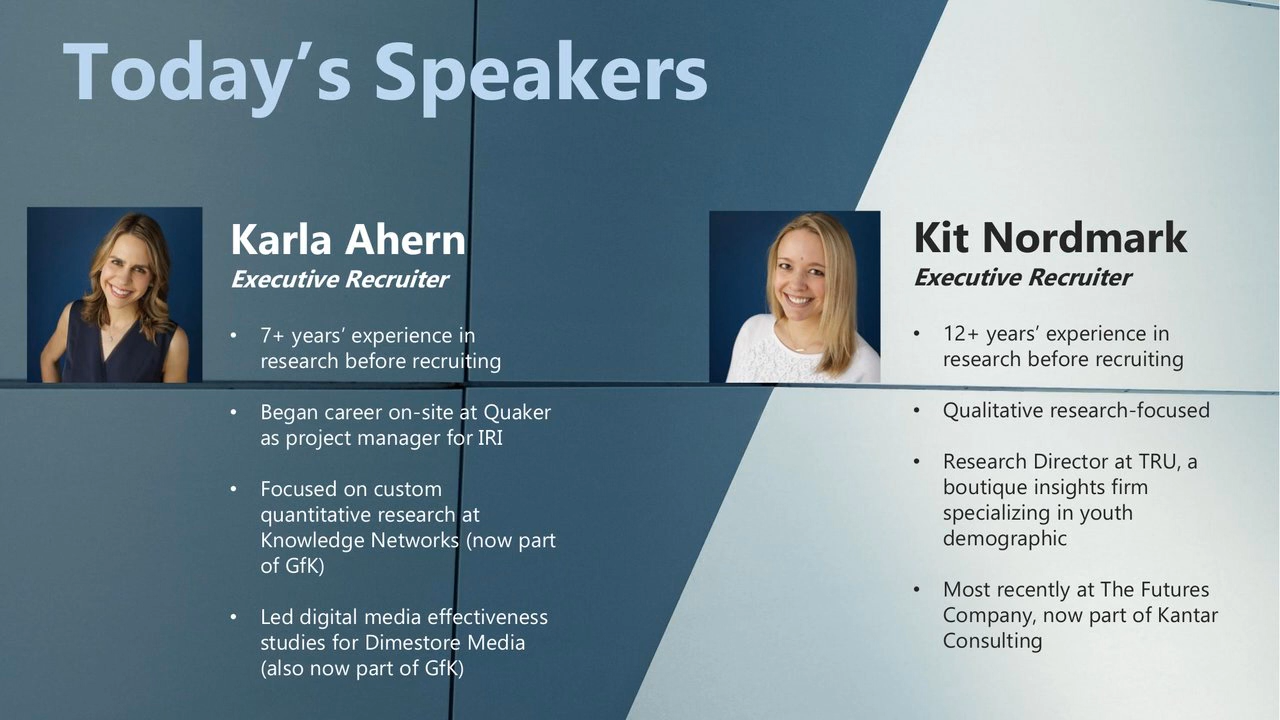 Today’s Speakers
Karla Ahern
Executive Recruiter
• 7+ years’ experience in
research before recruiting
• Began career on-site at Quaker
as project manager for IRI
• Focused on custom
quantitative research at
Knowledge Networks (now part
of GfK)
• Led digital media effectiveness
studies for Dimestore Media
(also now part of GfK)
Kit Nordmark
Executive Recruiter
• 12+ years’ experience in
research before recruiting
• Qualitative research-focused
• Research Director at TRU, a
boutique insights firm
specializing in youth
demographic
• Most recently at The Futures
Company, now part of Kantar
Consulting